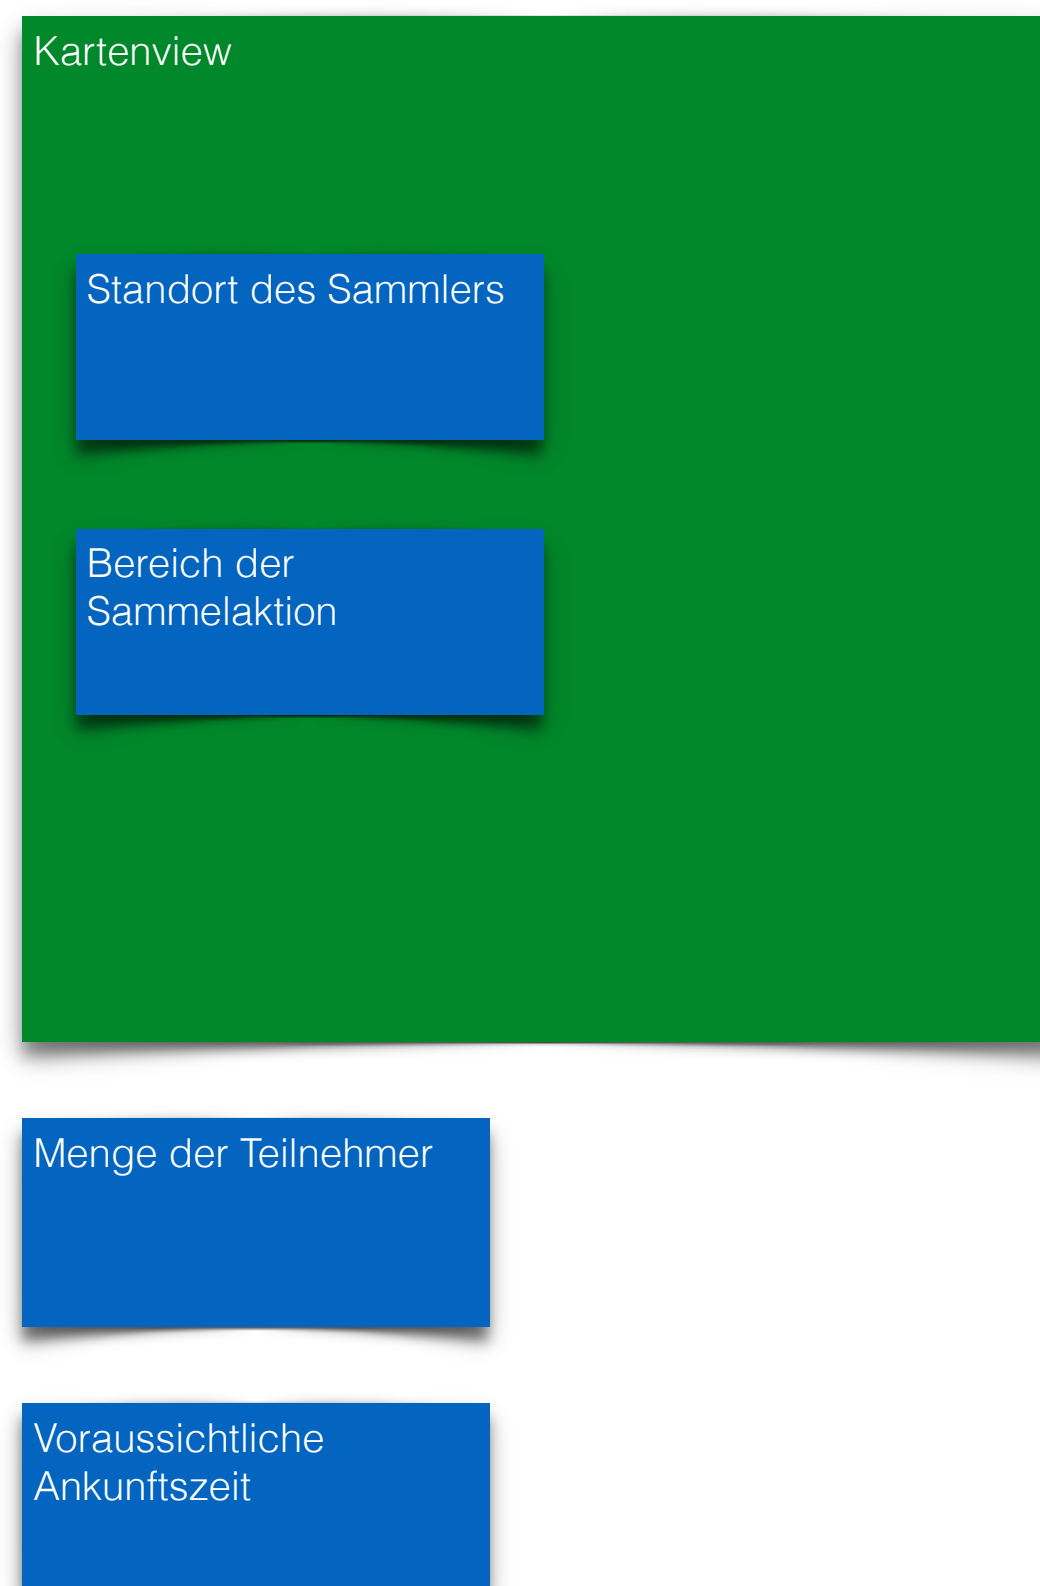 Kartenview
Standort des Sammlers
Bereich der
Sammelaktion
Menge der Teilnehmer
Voraussichtliche
Ankunftszeit